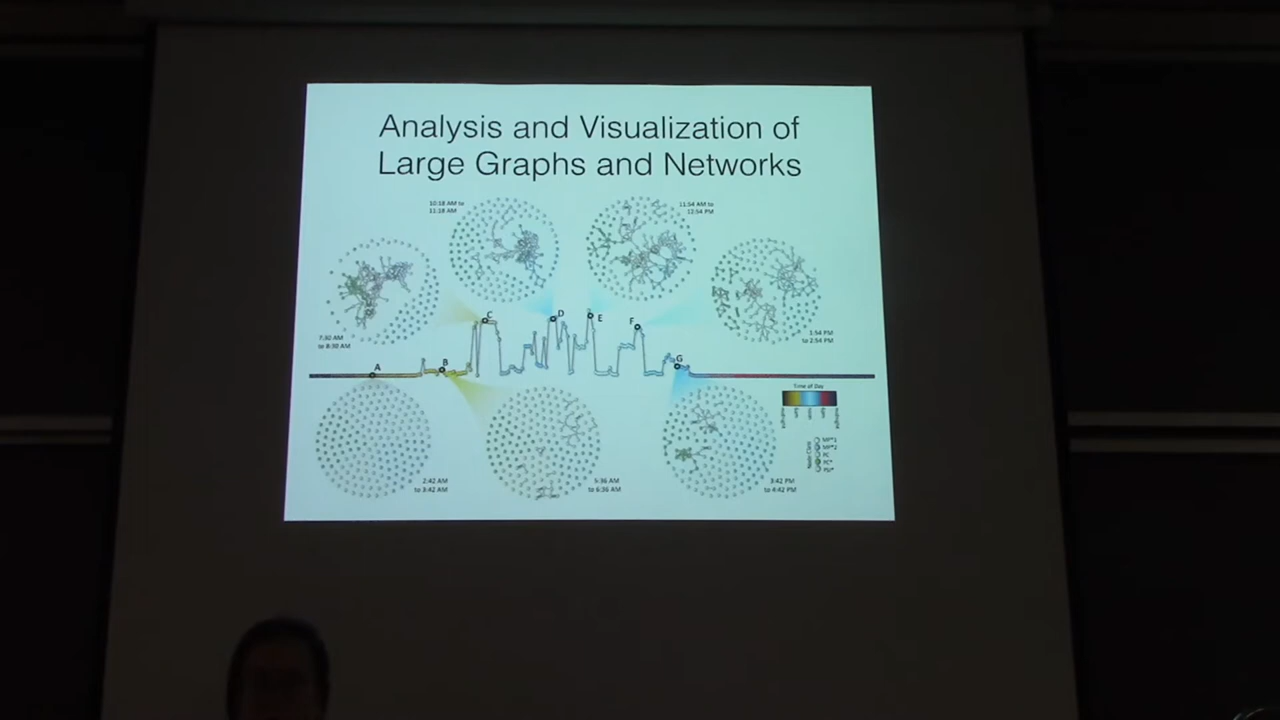 Analysis and Visualization of
Large Graphs and Networks
10:18 AM to
11:18 AM
11:54 AM to
12:54 PM
7:30 AM
to 8:30 AM
1:54 PM
to 2:54 PM
C
D
E
F
A
B
G
Time of Day
2:42 AM
to 3:42 AM
5:36 AM
to 6:36 AM
3:42 PM
to 4:42 PM